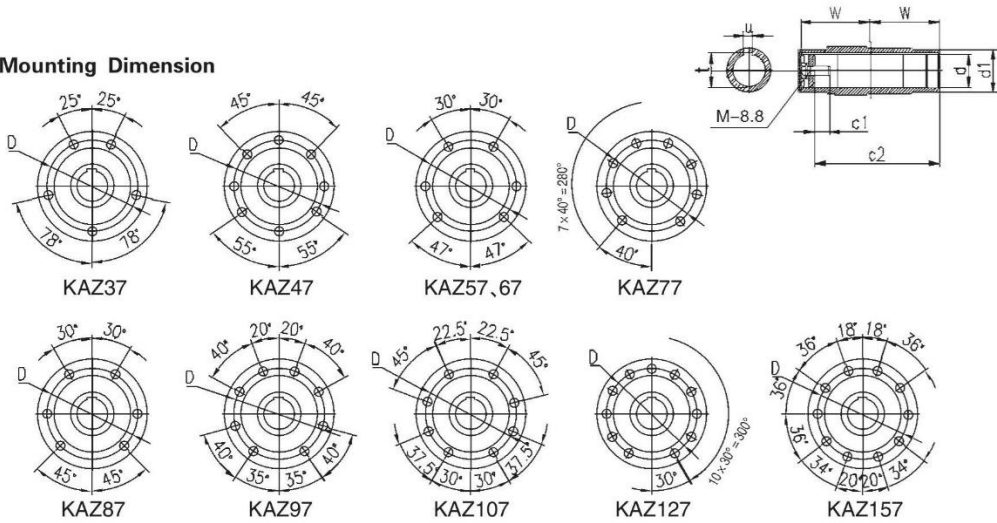 Mounting Dimension
u
t
W W
d
d1
M-8.8
c1
c2
25° 25°
D
78° 78°
KAZ37
45° 45°
D
55° 55°
KAZ47
30° 30°
D
47° 47°
KAZ57、67
D
7×40°=280°
40°
KAZ77
30° 30°
D
45° 45°
KAZ87
20° 20°
40° 40°
D
40° 40°
35° 35°
KAZ97
22.5° 22.5°
45° 45°
D
37.5° 37.5°
30° 30°
KAZ107
D
10×30°=300°
30°
KAZ127
18° 18°
36° 36°
D
36°
36°
34° 34°
20° 20°
KAZ157